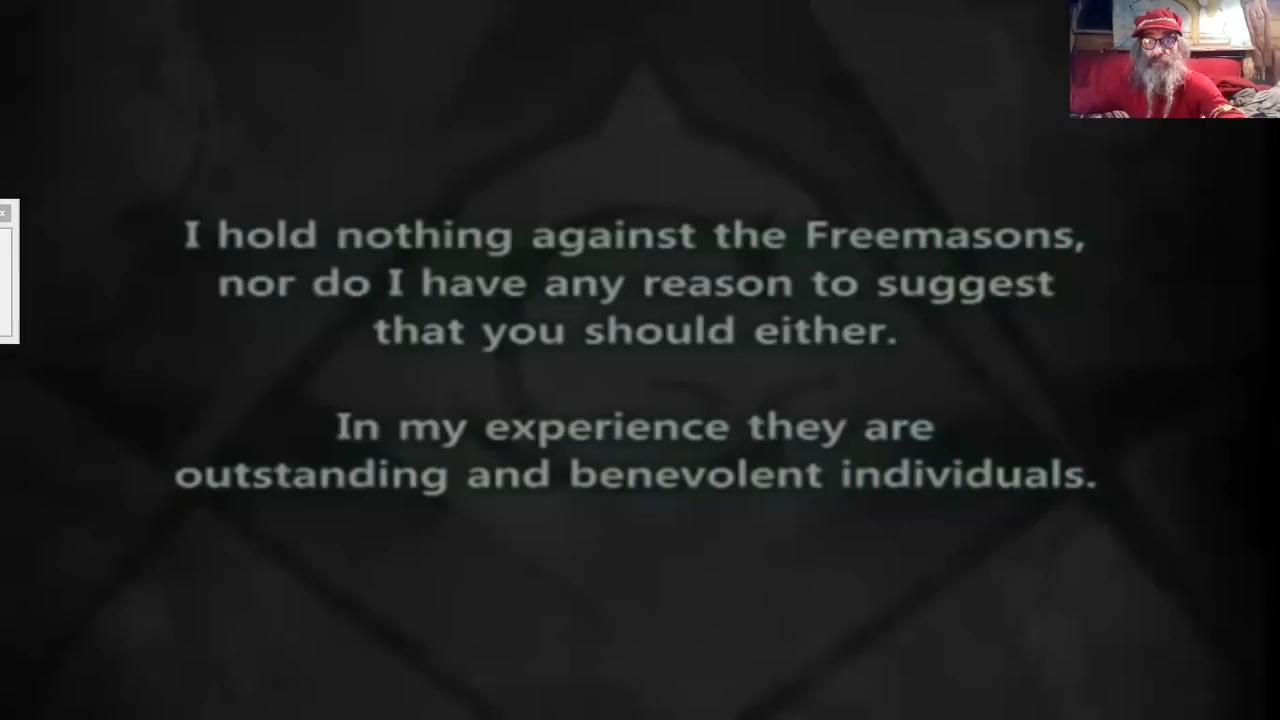 I hold nothing against the Freemasons,
nor do I have any reason to suggest
that you should either.
In my experience they are
outstanding and benevolent individuals.